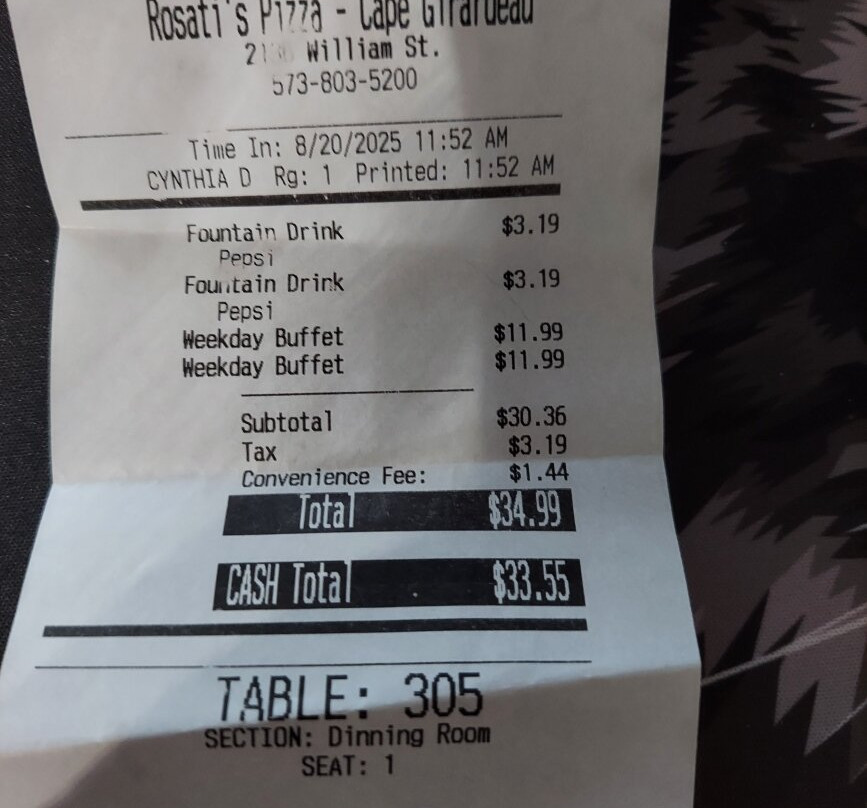 Rosati's Pizza - Cape Girardeau
William St.
573-803-5200
Time In: 8/20/2025 11:52 AM
CYNTHIA D Rg: 1 Printed: 11:52 AM
Fountain Drink $3.19
Pepsi
Fountain Drink $3.19
Pepsi
Weekday Buffet $11.99
Weekday Buffet $11.99
Subtotal $30.36
Tax $3.19
Convenience Fee: $1.44
Total $34.99
CASH Total $33.55
TABLE: 305
SECTION: Dinning Room
SEAT: 1